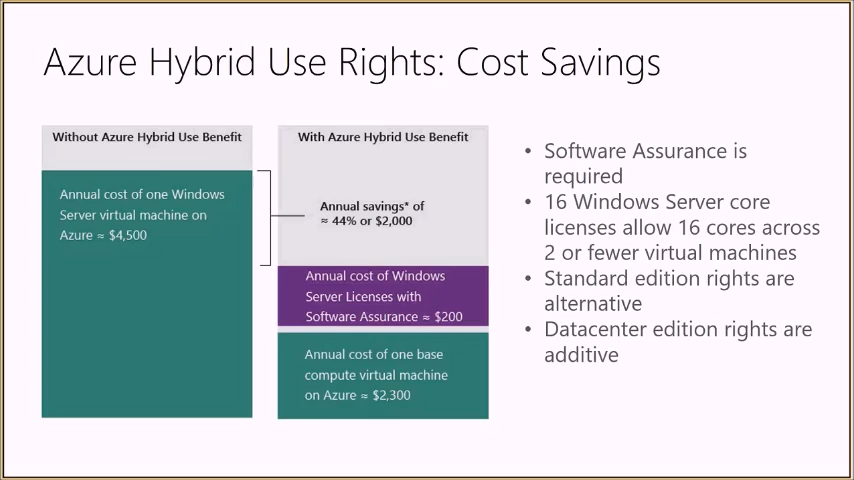 Azure Hybrid Use Rights: Cost Savings
Without Azure Hybrid Use Benefit
Annual cost of one Windows
Server virtual machine on
Azure ≈ $4,500
With Azure Hybrid Use Benefit
Annual savings* of
≈ 44% or $2,000
Annual cost of Windows
Server Licenses with
Software Assurance ≈ $200
Annual cost of one base
compute virtual machine
on Azure ≈ $2,300
• Software Assurance is
required
• 16 Windows Server core
licenses allow 16 cores across
2 or fewer virtual machines
• Standard edition rights are
alternative
• Datacenter edition rights are
additive